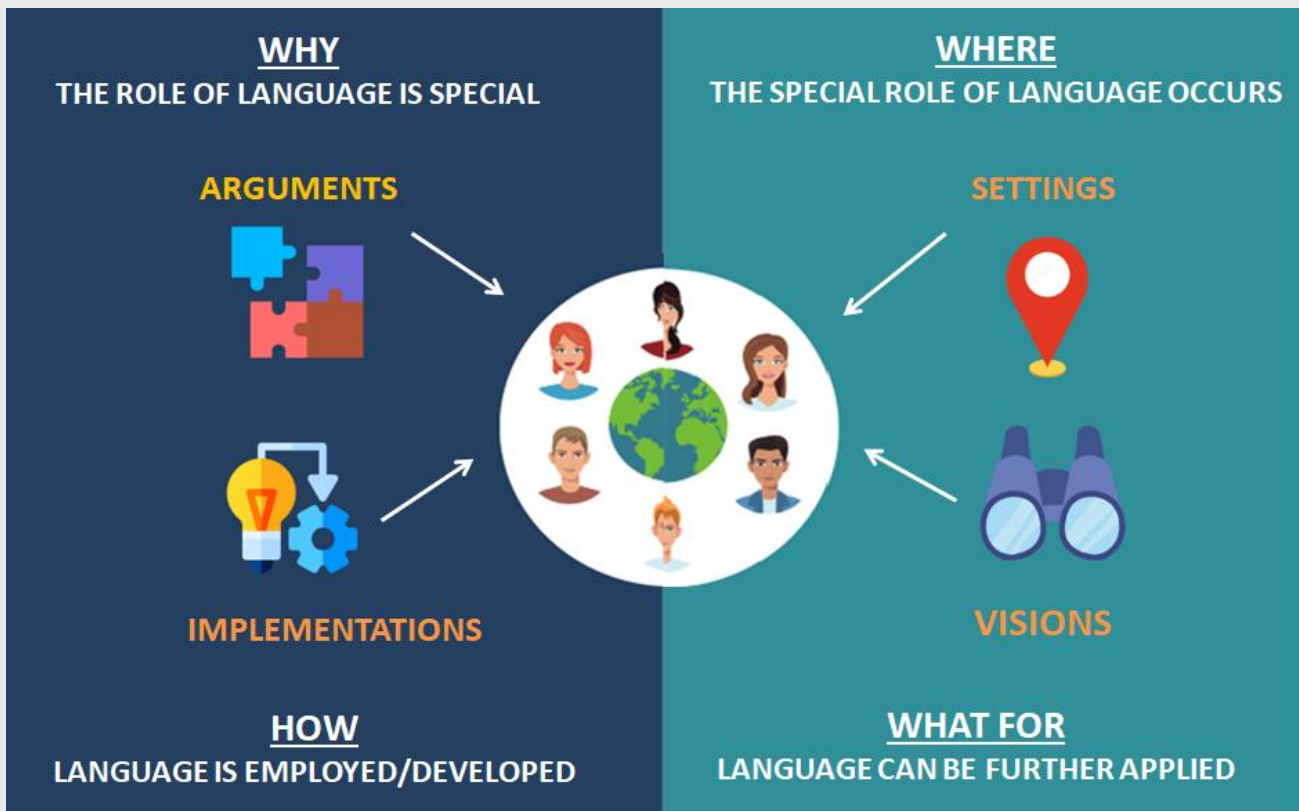 WHY
THE ROLE OF LANGUAGE IS SPECIAL
ARGUMENTS
IMPLEMENTATIONS
HOW
LANGUAGE IS EMPLOYED/DEVELOPED
WHERE
THE SPECIAL ROLE OF LANGUAGE OCCURS
SETTINGS
VISIONS
WHAT FOR
LANGUAGE CAN BE FURTHER APPLIED